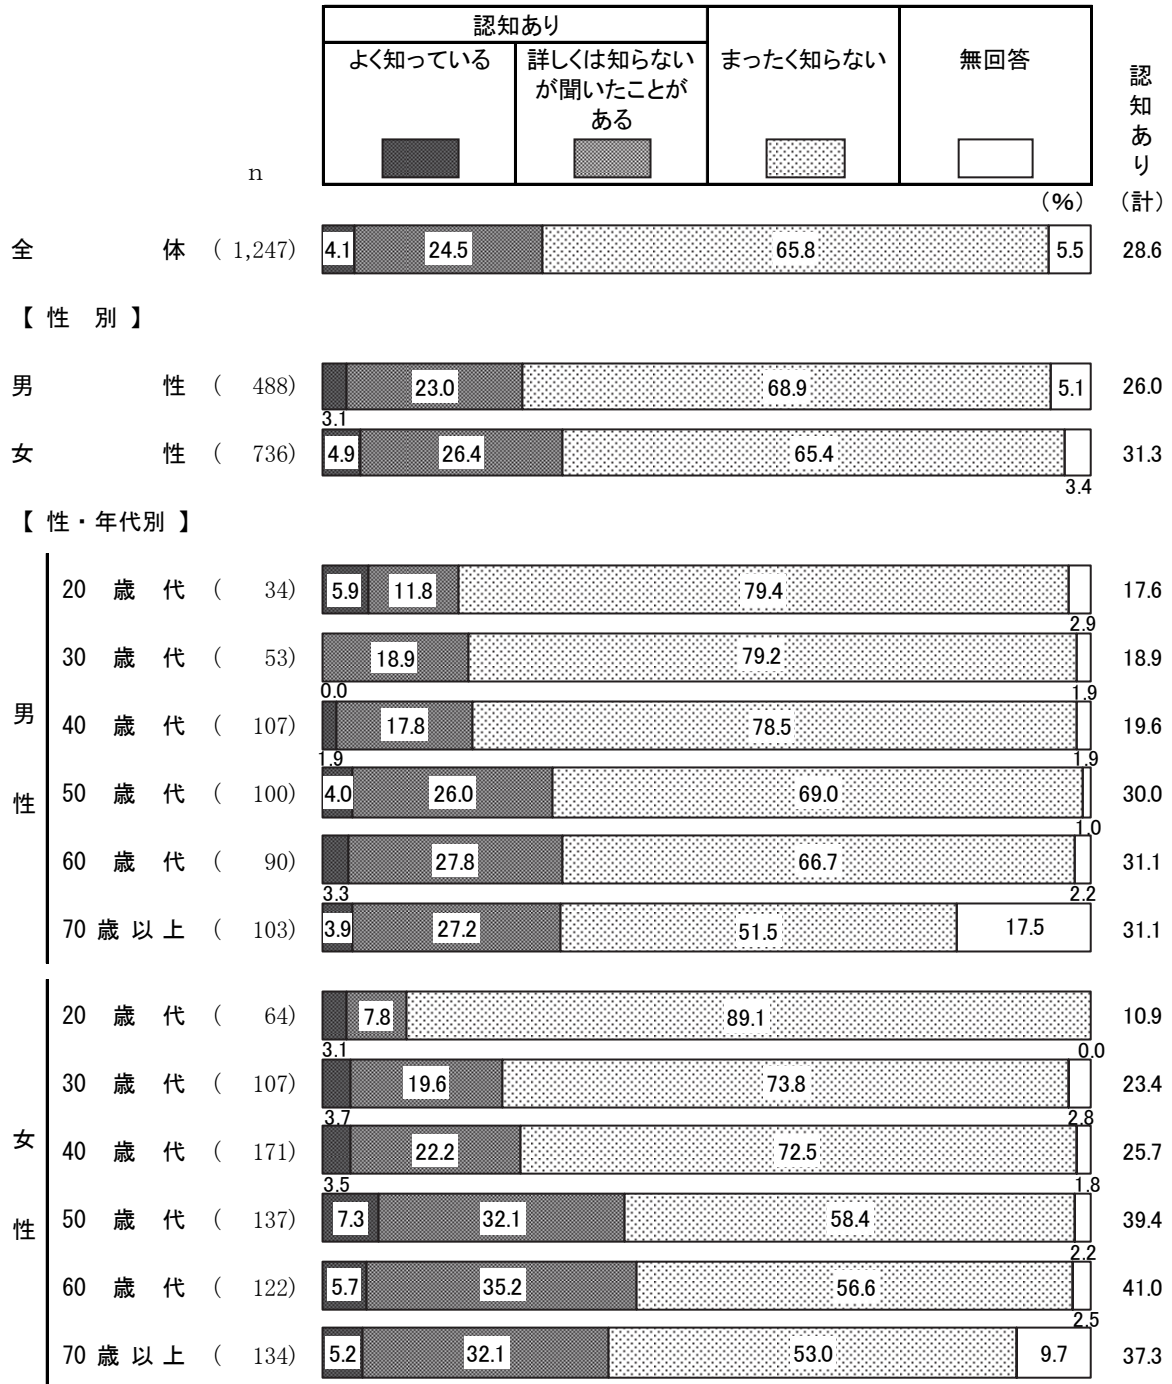 認知あり
よく知っている 詳しくは知らない まったく知らない 無回答
が聞いたことが
ある
認知あり
n
(%) (計)
全体 ( 1,247) 4.1 24.5 65.8 5.5 28.6
【 性 別 】
男性 ( 488) 23.0 68.9 5.1 26.0
3.1
女性 ( 736) 4.9 26.4 65.4 31.3
3.4
【 性・年代別 】
男性
20 歳 代 ( 34) 5.9 11.8 79.4 17.6
2.9
30 歳 代 ( 53) 18.9 79.2 18.9
0.0 1.9
40 歳 代 ( 107) 17.8 78.5 19.6
1.9 1.9
50 歳 代 ( 100) 4.0 26.0 69.0 30.0
1.0
60 歳 代 ( 90) 27.8 66.7 31.1
3.3 2.2
70 歳 以 上 ( 103) 3.9 27.2 51.5 17.5 31.1
女性
20 歳 代 ( 64) 7.8 89.1 10.9
3.1 0.0
30 歳 代 ( 107) 19.6 73.8 23.4
3.7 2.8
40 歳 代 ( 171) 22.2 72.5 25.7
3.5 1.8
50 歳 代 ( 137) 7.3 32.1 58.4 39.4
2.2
60 歳 代 ( 122) 5.7 35.2 56.6 41.0
2.5
70 歳 以 上 ( 134) 5.2 32.1 53.0 9.7 37.3